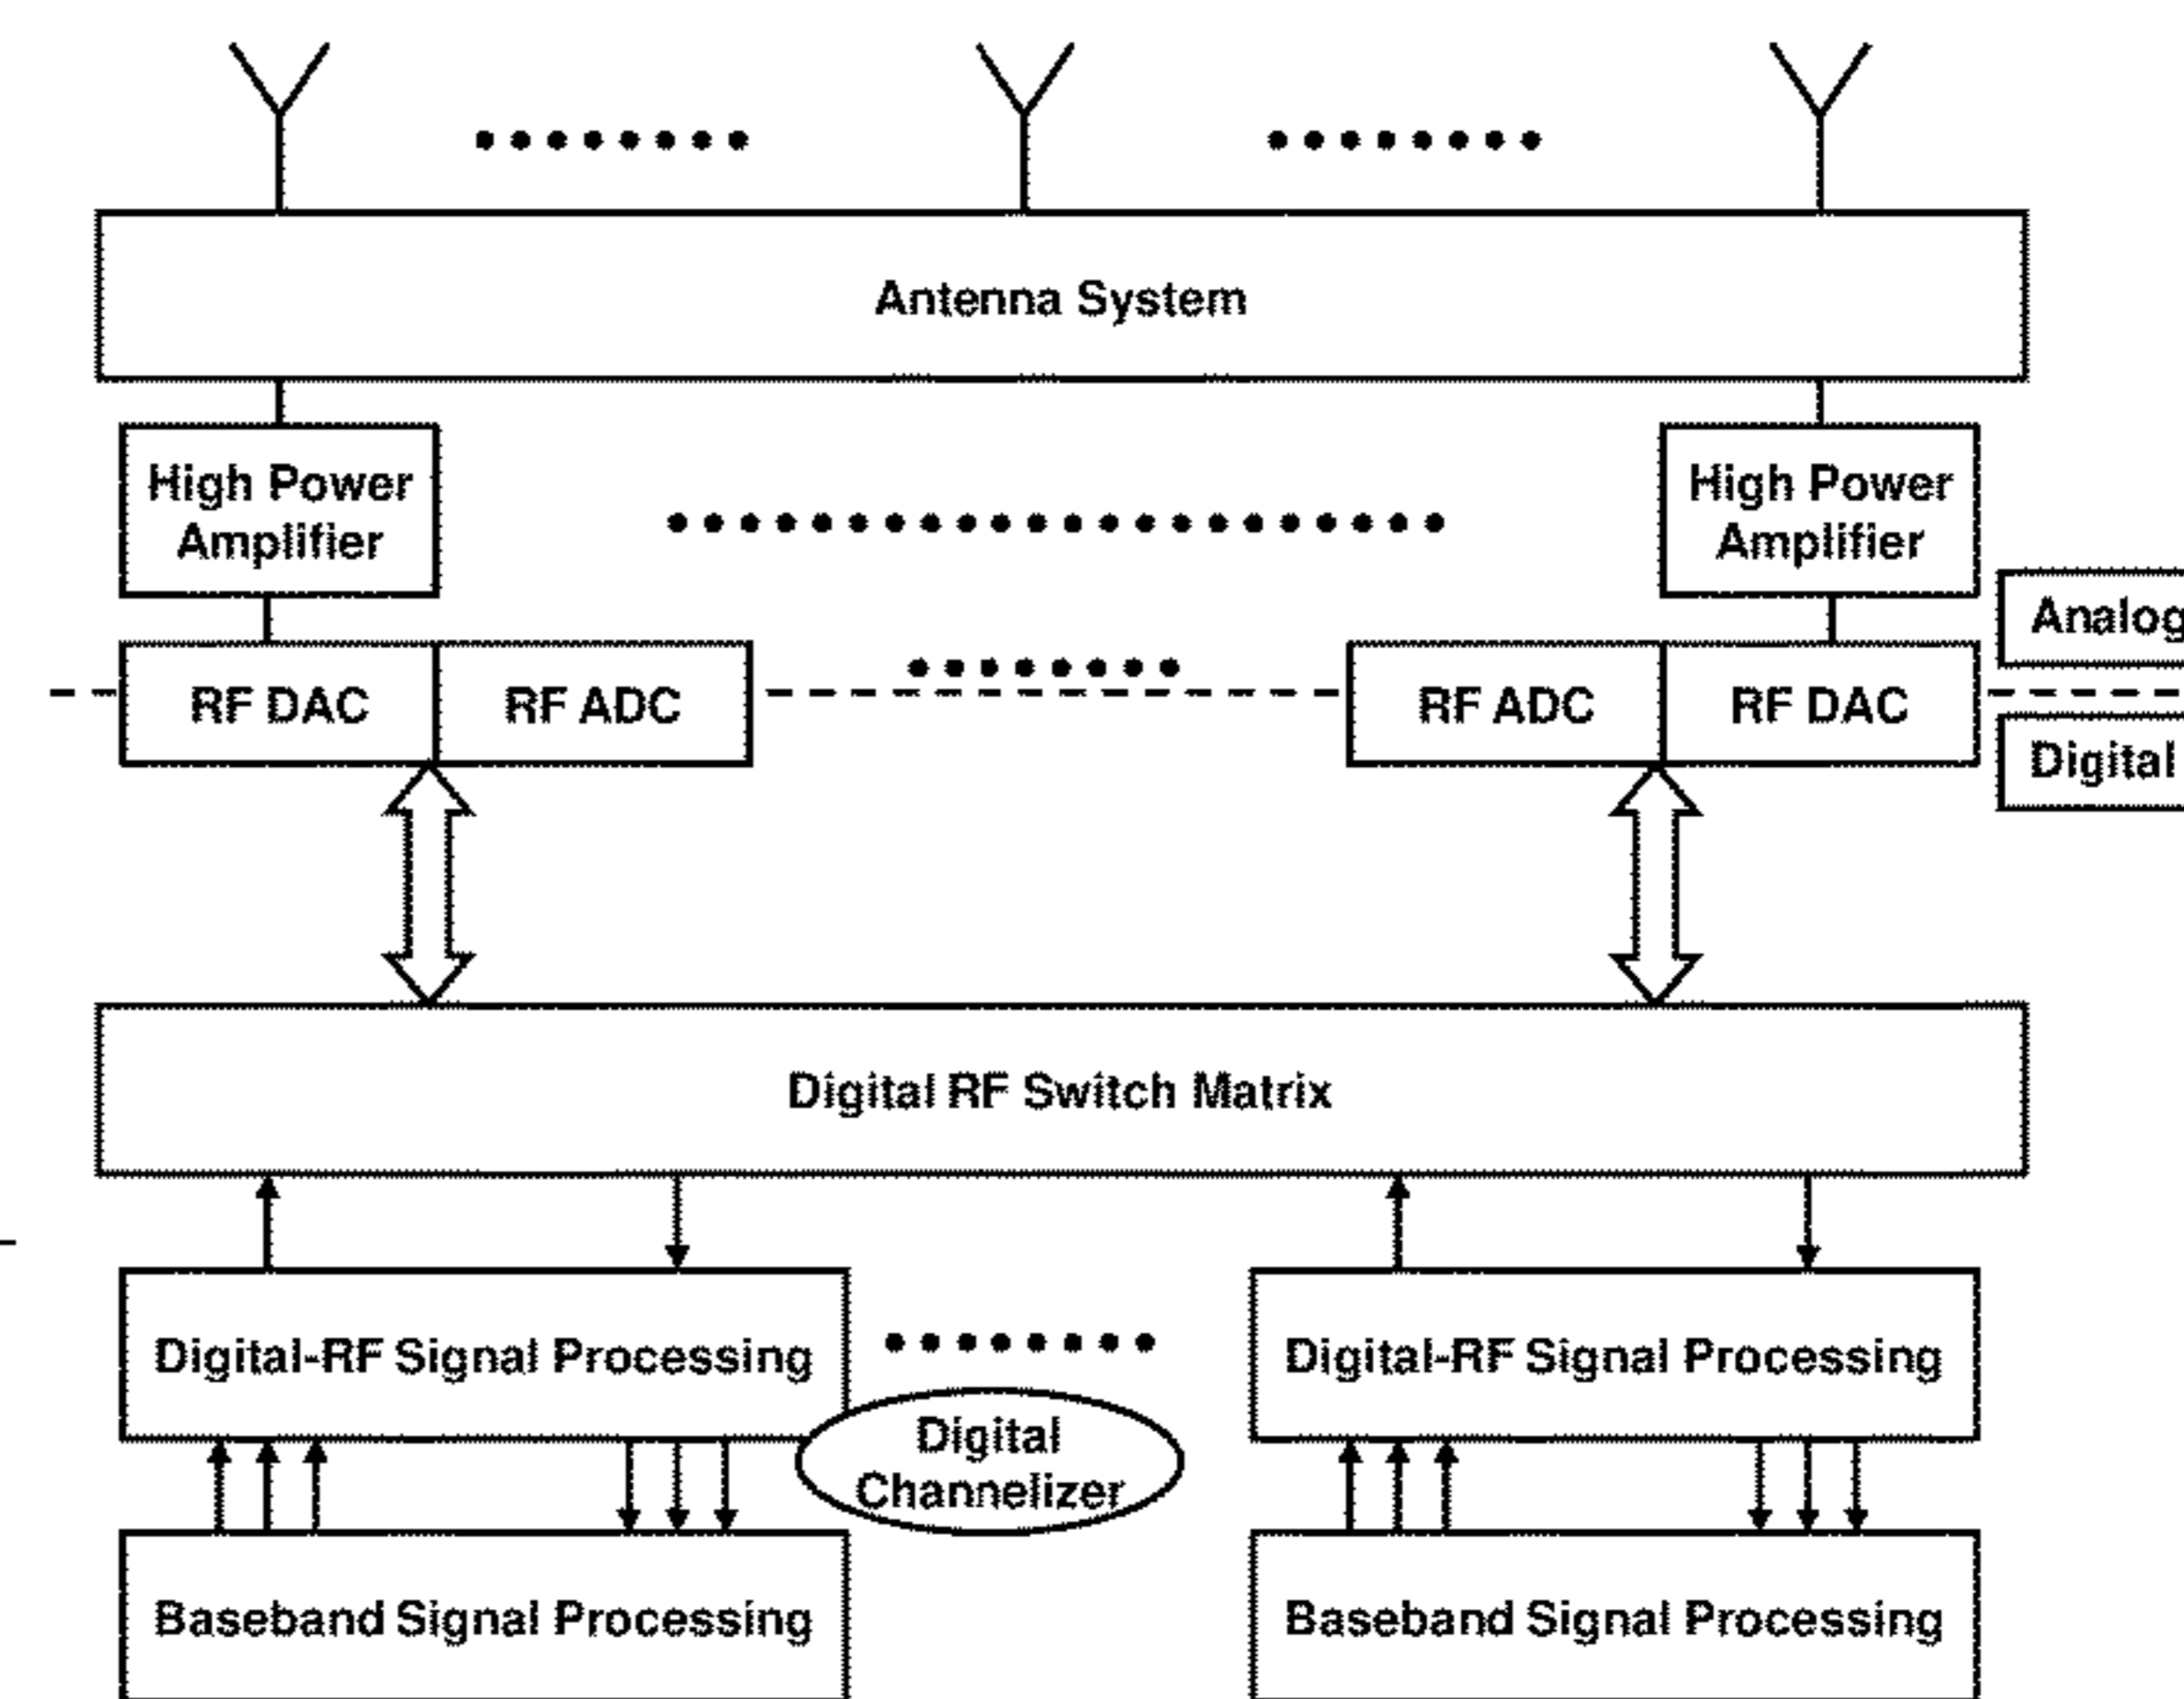 Antenna System
High Power
Amplifier
High Power
Amplifier
Analog
RF DAC
RF ADC
RF ADC
RF DAC
Digital
Digital RF Switch Matrix
Digital-RF Signal Processing
Digital-RF Signal Processing
Digital
Channelizer
Baseband Signal Processing
Baseband Signal Processing